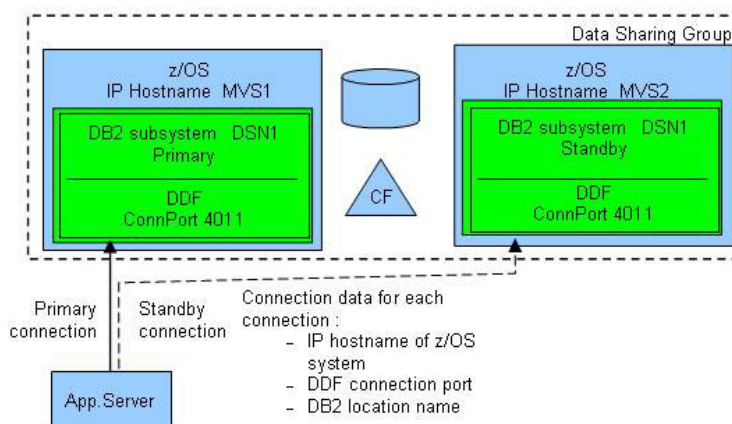 Data Sharing Group
z/OS
IP Hostname MVS1
DB2 subsystem DSN1
Primary
DDF
ConnPort 4011
CF
z/OS
IP Hostname MVS2
DB2 subsystem DSN1
Standby
DDF
ConnPort 4011
Primary
connection
Standby
connection
Connection data for each
connection :
- IP hostname of z/OS
system
- DDF connection port
- DB2 location name
App.Server